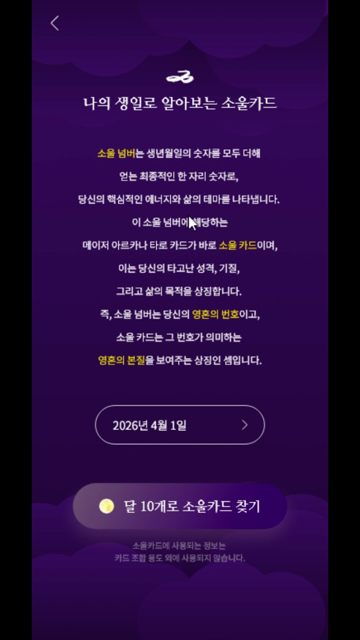 나의 생일로 알아보는 소울카드
소울 넘버는 생년월일의 숫자를 모두 더해
얻는 최종적인 한 자리 숫자로,
당신의 핵심적인 에너지와 삶의 테마를 나타냅니다.
이 소울 넘버에 해당하는
메이저 아르카나 타로 카드가 바로 소울 카드이며,
이는 당신의 타고난 성격, 기질,
그리고 삶의 목적을 상징합니다.
즉, 소울 넘버는 당신의 영혼의 번호이고,
소울 카드는 그 번호가 의미하는
영혼의 본질을 보여주는 상징인 셈입니다.
2026년 4월 1일
달 10개로 소울카드 찾기
소울카드에 사용되는 정보는
카드 조합 용도 외에 사용되지 않습니다.